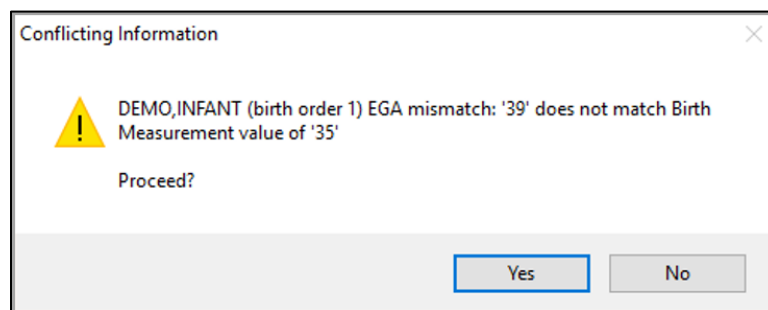 Conflicting Information
DEMO,INFANT (birth order 1) EGA mismatch: '39' does not match Birth
Measurement value of '35'
Proceed?
Yes
No